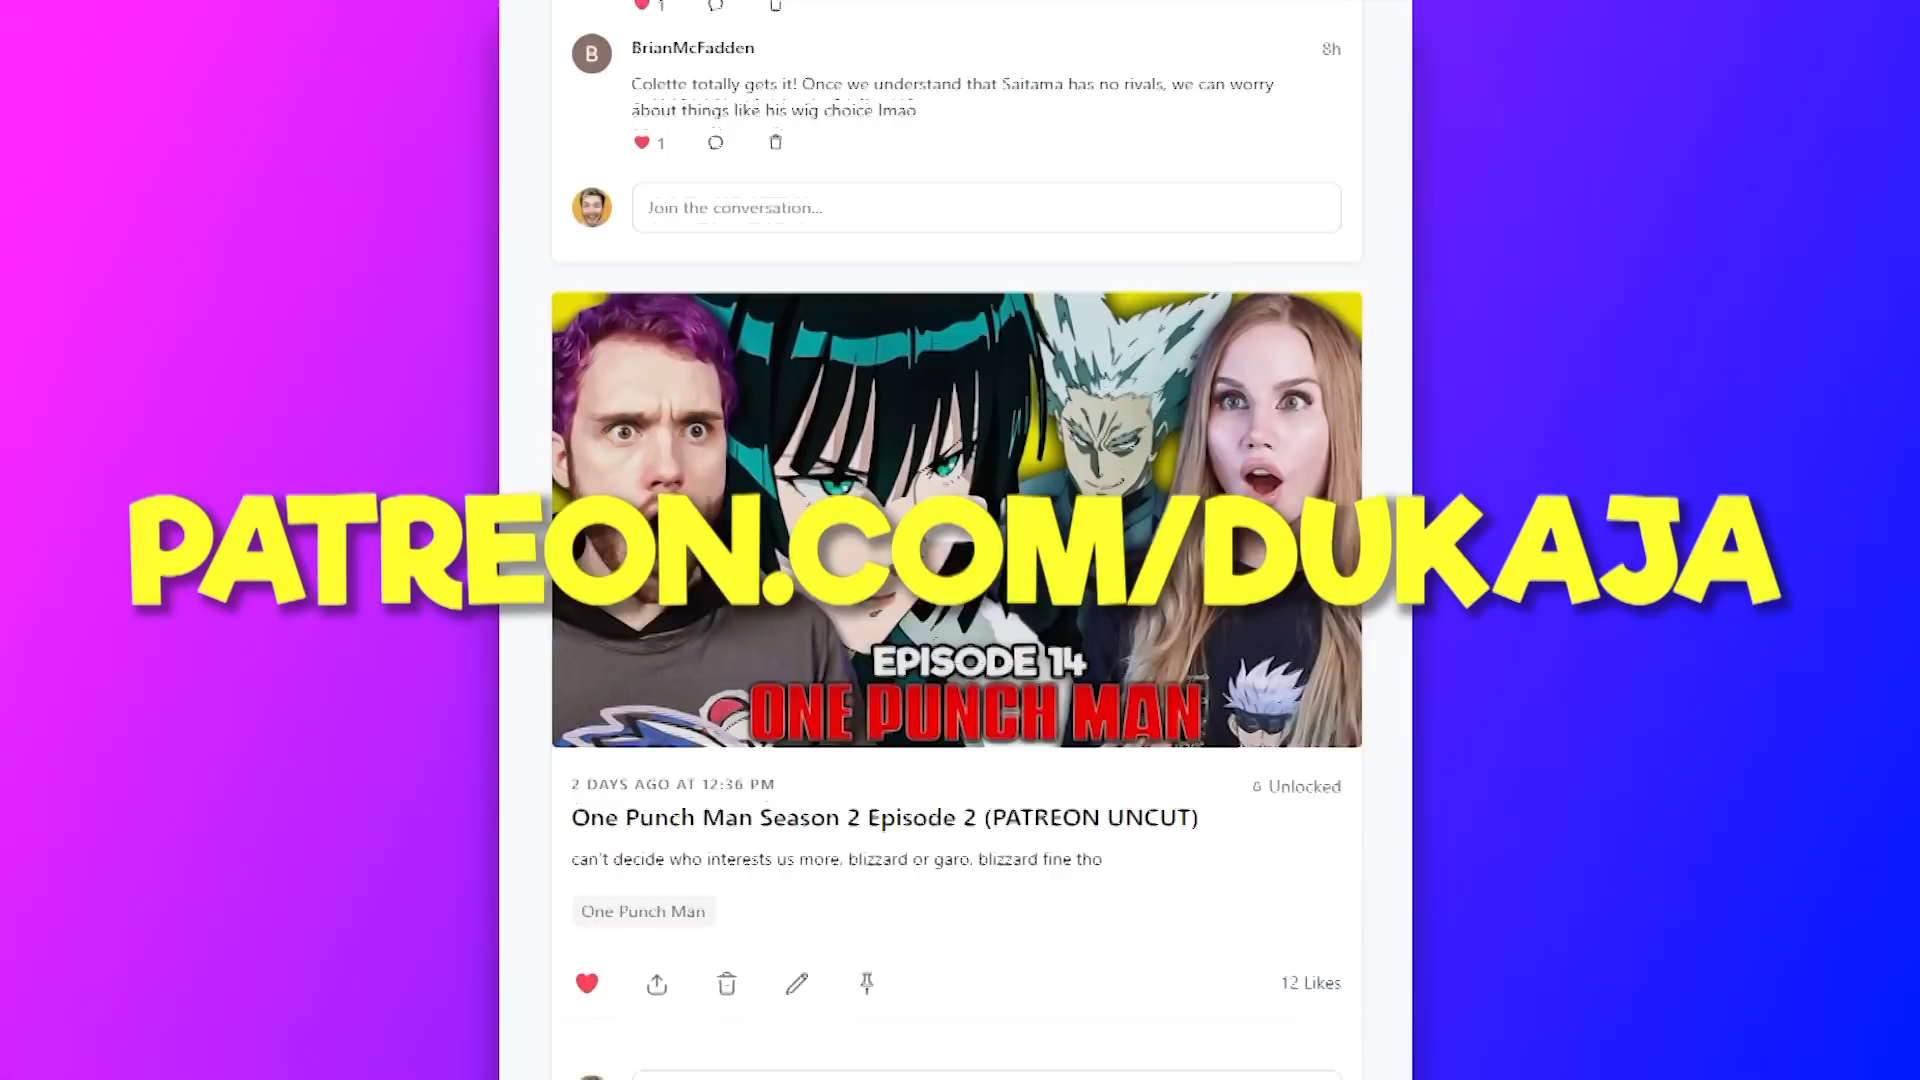 1
B
BrianMcFadden
8h
Colette totally gets it! Once we understand that Saitama has no rivals, we can worry
about things like his wig choice lmao
1
Join the conversation...
PATREON.COM/DUKAJA
EPISODE 14
ONE PUNCH MAN
2 DAYS AGO AT 12:36 PM
Unlocked
One Punch Man Season 2 Episode 2 (PATREON UNCUT)
can't decide who interests us more, blizzard or garo. blizzard fine tho
One Punch Man
12 Likes